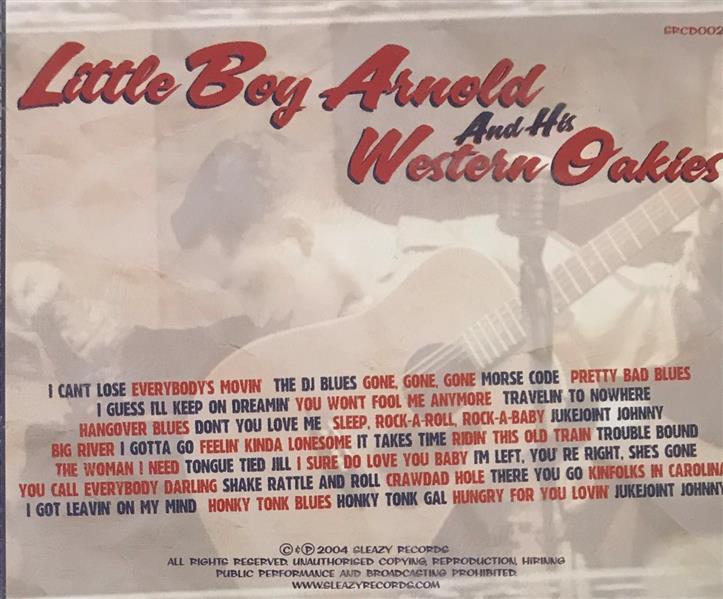 SRCD002
Little Boy Arnold
And His
Western Oakies
I CANT LOSE EVERYBODY'S MOVIN' THE DJ BLUES GONE, GONE, GONE MORSE CODE PRETTY BAD BLUES
I GUESS I'LL KEEP ON DREAMIN' YOU WON'T FOOL ME ANYMORE TRAVELIN' TO NOWHERE
HANGOVER BLUES DON'T YOU LOVE ME SLEEP, ROCK-A-ROLL, ROCK-A-BABY JUKEJOINT JOHNNY
BIG RIVER I GOTTA GO FEELIN' KINDA LONESOME IT TAKES TIME RIDIN' THIS OLD TRAIN TROUBLE BOUND
THE WOMAN I NEED TONGUE TIED JILL I SURE DO LOVE YOU BABY I'M LEFT, YOU'RE RIGHT, SHE'S GONE
YOU CALL EVERYBODY DARLING SHAKE RATTLE AND ROLL CRAWDAD HOLE THERE YOU GO KINFOLKS IN CAROLINA
I GOT LEAVIN' ON MY MIND HONKY TONK BLUES HONKY TONK GAL HUNGRY FOR YOU LOVIN' JUKEJOINT JOHNNY
©&℗ 2004 SLEAZY RECORDS
ALL RIGHTS RESERVED. UNAUTHORISED COPYING, REPRODUCTION, HIRINNG
PUBLIC PERFORMANCE AND BROADCASTING PROHIBITED.
WWW.SLEAZYRECORDS.COM